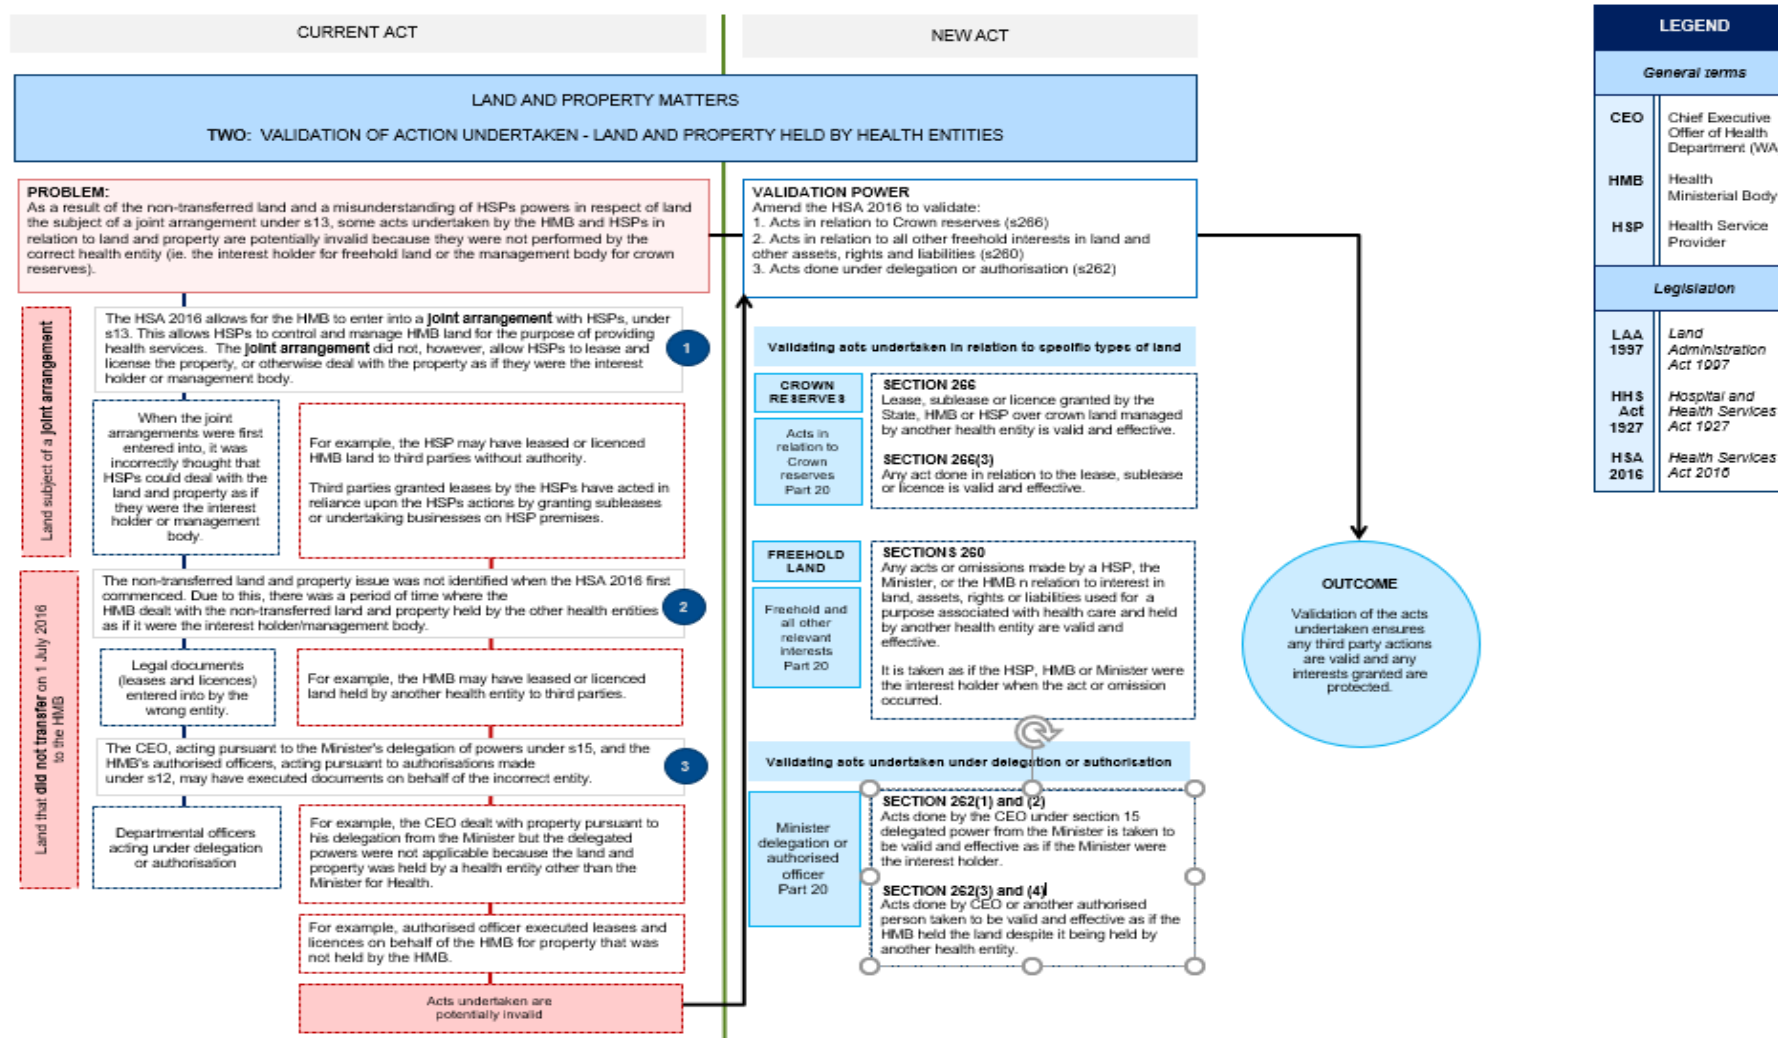 CURRENT ACT
NEW ACT
LAND AND PROPERTY MATTERS
TWO: VALIDATION OF ACTION UNDERTAKEN - LAND AND PROPERTY HELD BY HEALTH ENTITIES
PROBLEM:
As a result of the non-transferred land and a misunderstanding of HSPs powers in respect of land
the subject of a joint arrangement under s13, some acts undertaken by the HMB and HSPs in
relation to land and property are potentially invalid because they were not performed by the
correct health entity (ie. the interest holder for freehold land or the management body for crown
reserves).
Land subject of a joint arrangement
The HSA 2016 allows for the HMB to enter into a joint arrangement with HSPs, under
s13. This allows HSPs to control and manage HMB land for the purpose of providing
health services. The joint arrangement did not, however, allow HSPs to lease and
license the property, or otherwise deal with the property as if they were the interest
holder or management body.
1
When the joint
arrangements were first
entered into, it was
incorrectly thought that
HSPs could deal with the
land and property as if
they were the interest
holder or management
body.
For example, the HSP may have leased or licenced
HMB land to third parties without authority.
Third parties granted leases by the HSPs have acted in
reliance upon the HSPs actions by granting subleases
or undertaking businesses on HSP premises.
Land that did not transfer on 1 July 2016
to the HMB
The non-transferred land and property issue was not identified when the HSA 2016 first
commenced. Due to this, there was a period of time where the
HMB dealt with the non-transferred land and property held by the other health entities
as if it were the interest holder/management body.
2
Legal documents
(leases and licences)
entered into by the
wrong entity.
For example, the HMB may have leased or licenced
land held by another health entity to third parties.
The CEO, acting pursuant to the Minister's delegation of powers under s15, and the
HMB's authorised officers, acting pursuant to authorisations made
under s12, may have executed documents on behalf of the incorrect entity.
3
Departmental officers
acting under delegation
or authorisation
For example, the CEO dealt with property pursuant to
his delegation from the Minister but the delegated
powers were not applicable because the land and
property was held by a health entity other than the
Minister for Health.
For example, authorised officer executed leases and
licences on behalf of the HMB for property that was
not held by the HMB.
Acts undertaken are
potentially invalid
VALIDATION POWER
Amend the HSA 2016 to validate:
1. Acts in relation to Crown reserves (s266)
2. Acts in relation to all other freehold interests in land and
other assets, rights and liabilities (s260)
3. Acts done under delegation or authorisation (s262)
Validating acts undertaken in relation to specific types of land
CROWN
RESERVES
Acts in
relation to
Crown
reserves
Part 20
SECTION 266
Lease, sublease or licence granted by the
State, HMB or HSP over crown land managed
by another health entity is valid and effective.
SECTION 266(3)
Any act done in relation to the lease, sublease
or licence is valid and effective.
FREEHOLD
LAND
Freehold and
all other
relevant
interests
Part 20
SECTIONS 260
Any acts or omissions made by a HSP, the
Minister, or the HMB n relation to interest in
land, assets, rights or liabilities used for a
purpose associated with health care and held
by another health entity are valid and
effective.
It is taken as if the HSP, HMB or Minister were
the interest holder when the act or omission
occurred.
Validating acts undertaken under delegation or authorisation
Minister
delegation or
authorised
officer
Part 20
SECTION 262(1) and (2)
Acts done by the CEO under section 15
delegated power from the Minister is taken to
be valid and effective as if the Minister were
the interest holder.
SECTION 262(3) and (4)
Acts done by CEO or another authorised
person taken to be valid and effective as if the
HMB held the land despite it being held by
another health entity.
OUTCOME
Validation of the acts
undertaken ensures
any third party actions
are valid and any
interests granted are
protected.
LEGEND
General terms
CEO
Chief Executive
Offier of Health
Department (WA
HMB
Health
Ministerial Body
HSP
Health Service
Provider
Legislation
LAA
1997
Land
Administration
Act 1997
HHS
Act
1927
Hospital and
Health Services
Act 1927
HSA
2016
Health Services
Act 2016